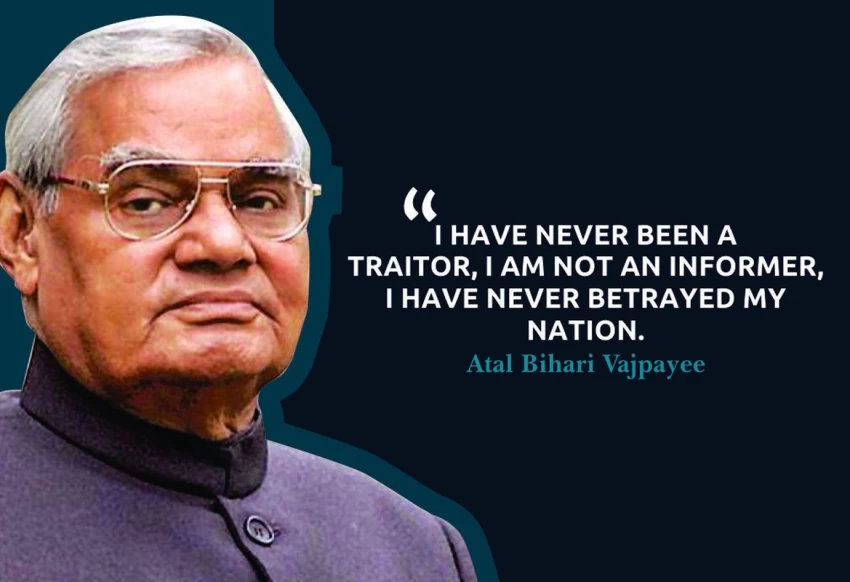 “
I HAVE NEVER BEEN A
TRAITOR, I AM NOT AN INFORMER,
I HAVE NEVER BETRAYED MY
NATION.
Atal Bihari Vajpayee